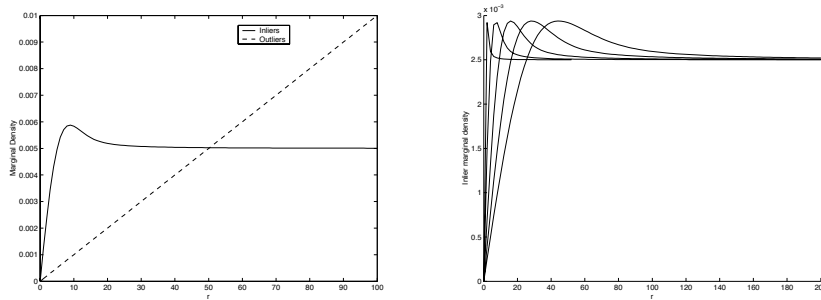 Inliers
Outliers
Marginal Density
0.01
0.009
0.008
0.007
0.006
0.005
0.004
0.003
0.002
0.001
0
0 10 20 30 40 50 60 70 80 90 100
r
x 10⁻³
Inlier marginal density
3
2.5
2
1.5
1
0.5
0
0 20 40 60 80 100 120 140 160 180 200
r